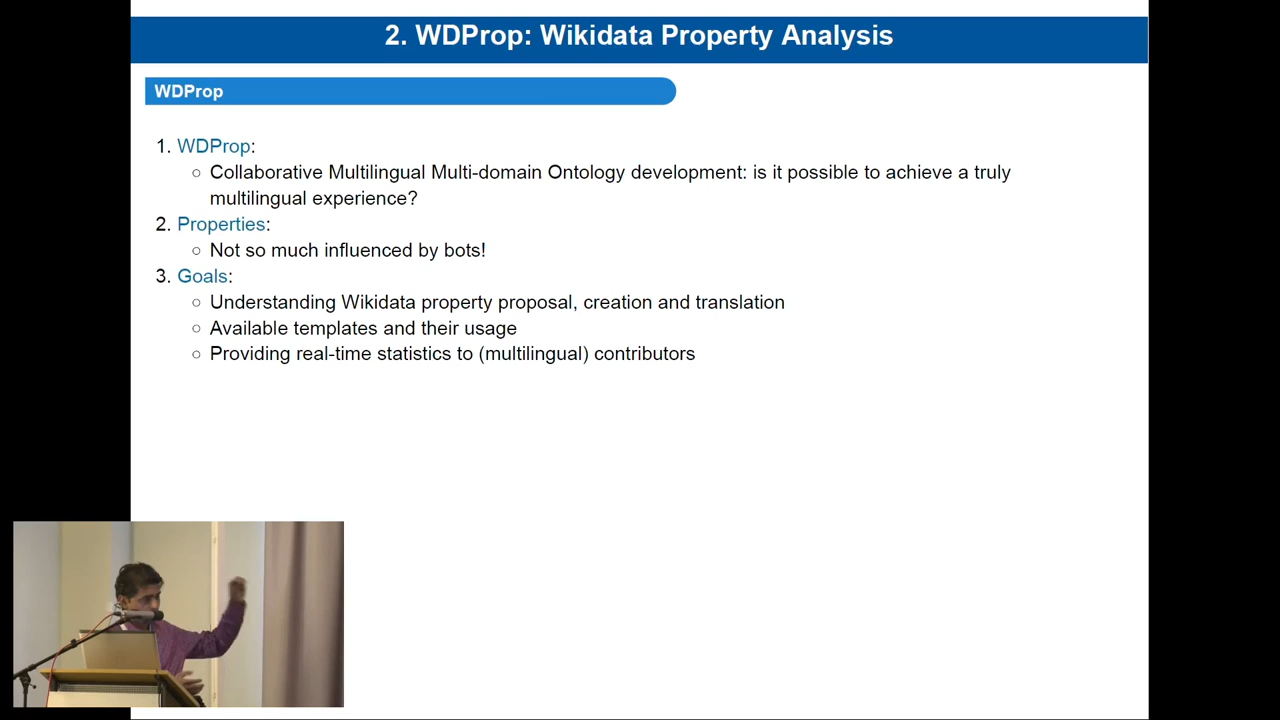 2. WDProp: Wikidata Property Analysis
WDProp
1. WDProp:
○ Collaborative Multilingual Multi-domain Ontology development: is it possible to achieve a truly
multilingual experience?
2. Properties:
○ Not so much influenced by bots!
3. Goals:
○ Understanding Wikidata property proposal, creation and translation
○ Available templates and their usage
○ Providing real-time statistics to (multilingual) contributors